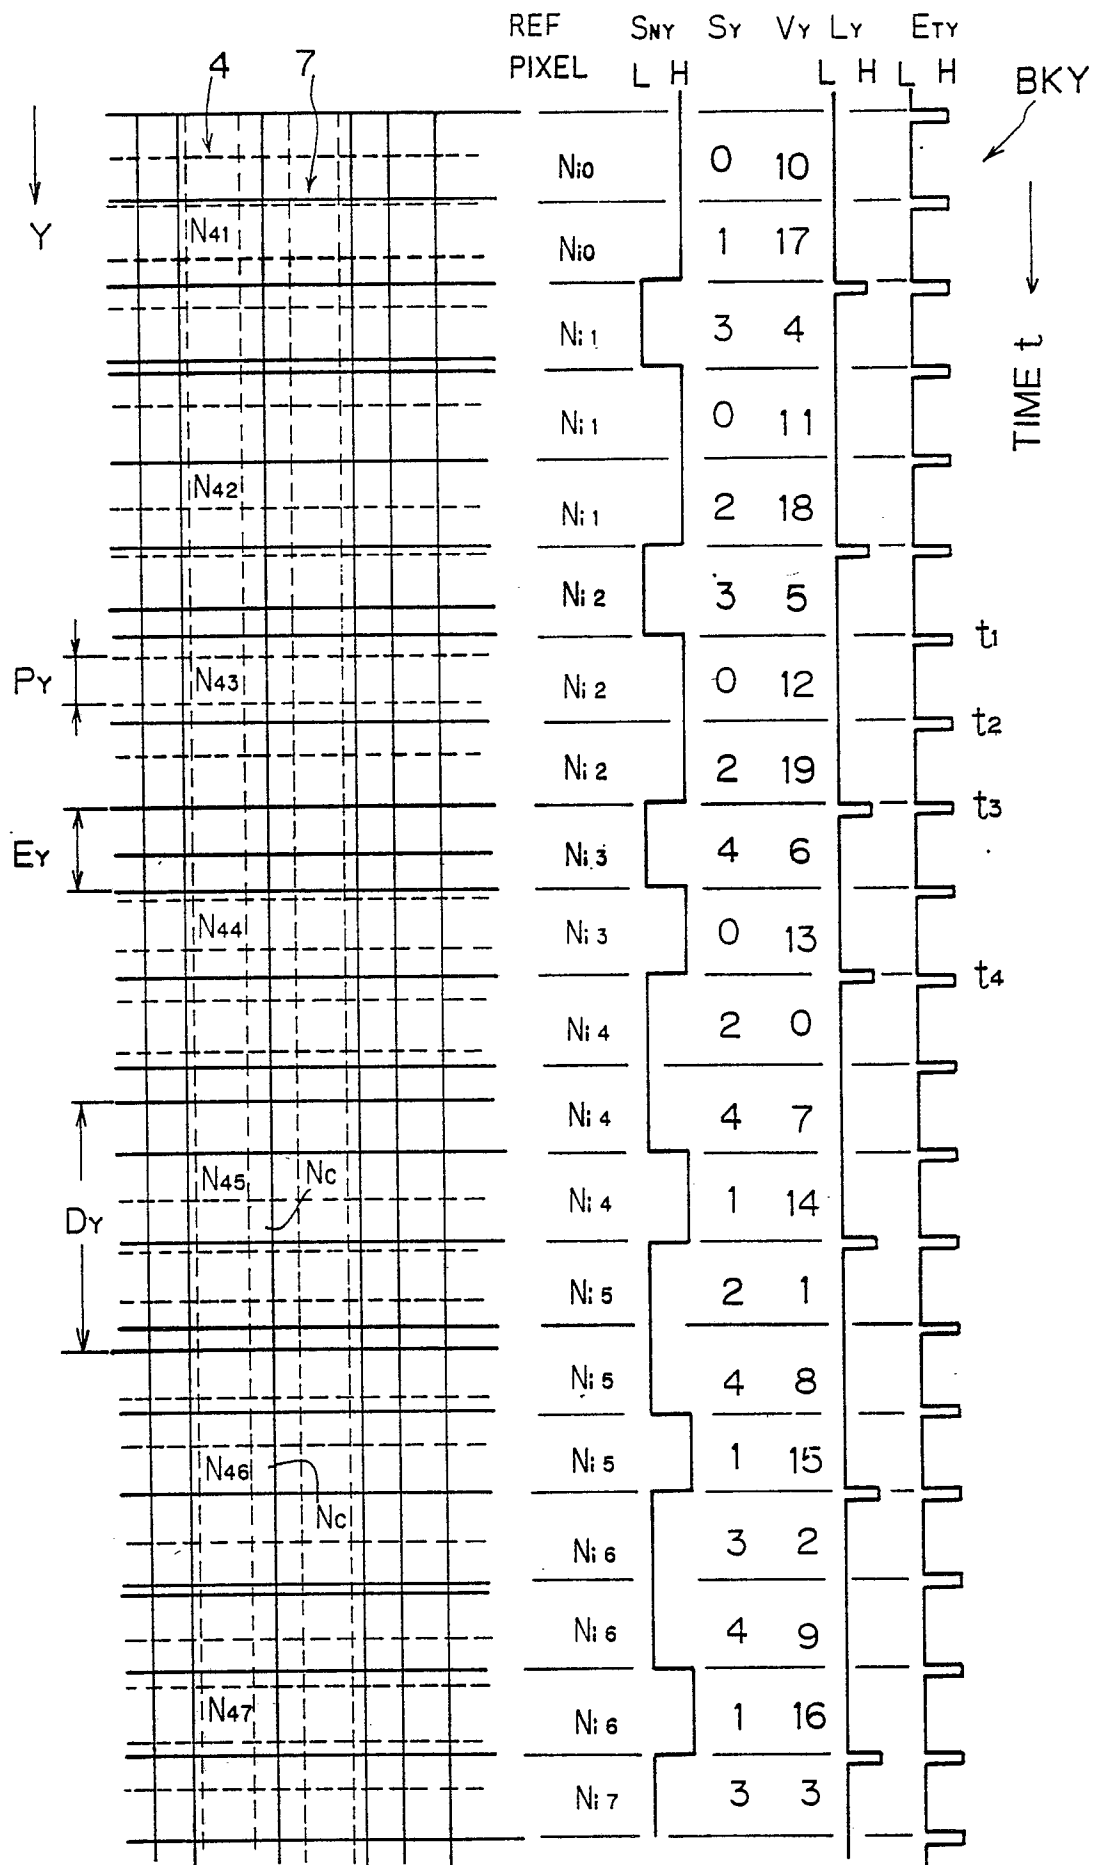 REF SNY SY VY LY ETY
PIXEL L H L H L H
BKY
4 7
Y
TIME t
Ni0 0 10
N41 Ni0 1 17
Ni1 3 4
Ni1 0 11
N42 Ni1 2 18
Ni2 3 5
t1
PY N43 Ni2 0 12
t2
Ni2 2 19
t3
EY Ni3 4 6
N44 Ni3 0 13
t4
Ni4 2 0
Ni4 4 7
DY N45 NC Ni4 1 14
Ni5 2 1
Ni5 4 8
N46 Ni5 1 15
NC
Ni6 3 2
Ni6 4 9
N47 Ni6 1 16
Ni7 3 3